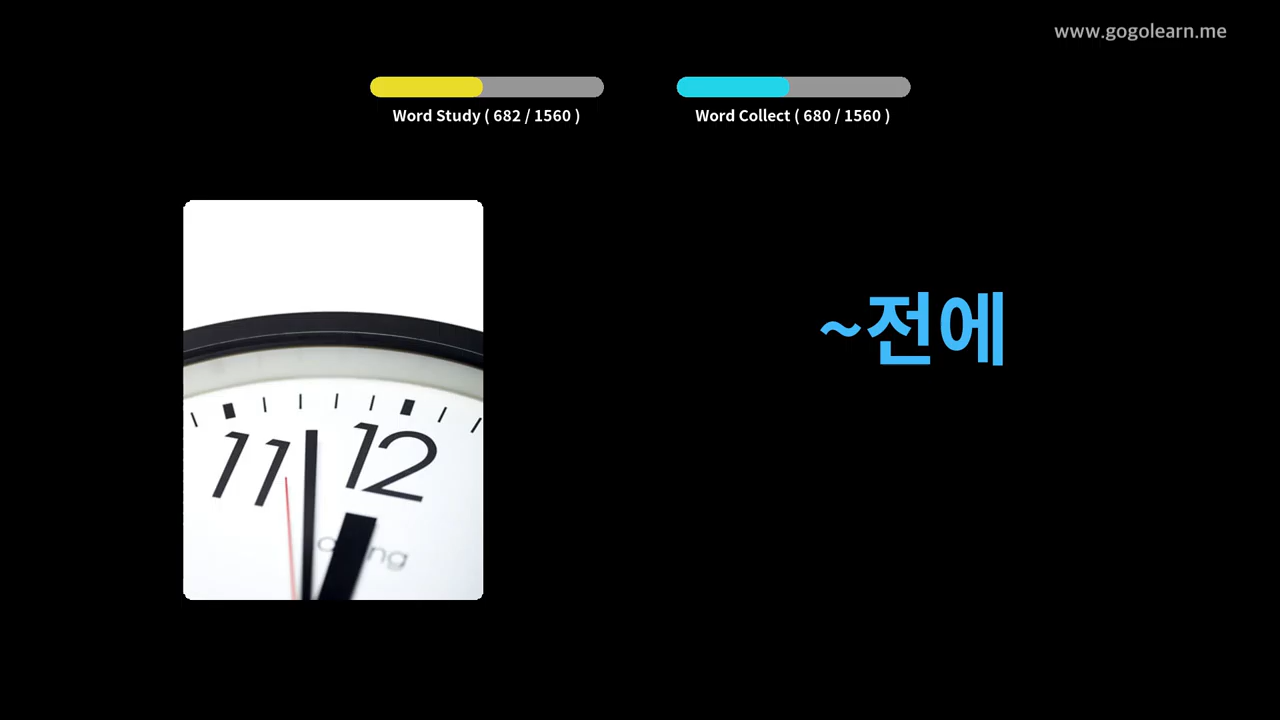 www.gogolearn.me
Word Study ( 682 / 1560 )
Word Collect ( 680 / 1560 )
~전에
11
12